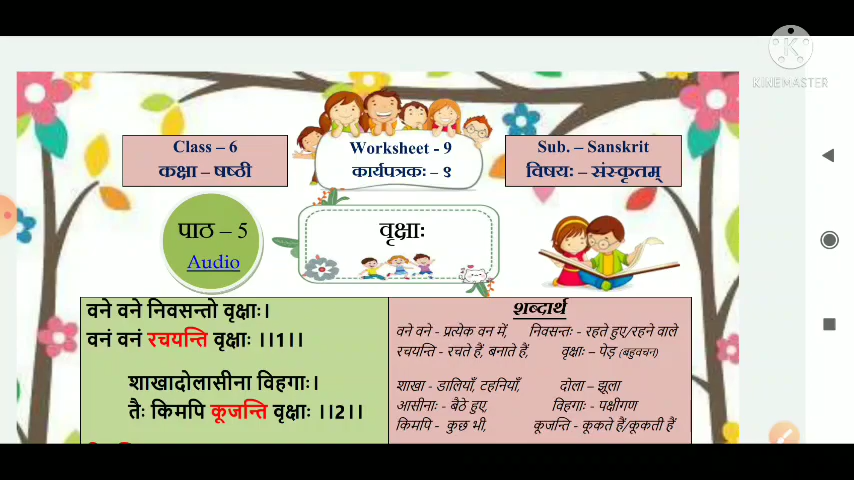 KINEMASTER
Class – 6
कक्षा – षष्ठी
Worksheet - 9
कार्यपत्रकः – ९
Sub. – Sanskrit
विषयः – संस्कृतम्
पाठ – 5
Audio
वृक्षाः
वने वने निवसन्तो वृक्षाः।
वनं वनं रचयन्ति वृक्षाः ।।1।।
शाखादोलासीना विहगाः।
तैः किमपि कूजन्ति वृक्षाः ।।2।।
शब्दार्थ
वने वने - प्रत्येक वन में, निवसन्तः - रहते हुए/रहने वाले
रचयन्ति - रचते हैं, बनाते हैं, वृक्षाः – पेड़ (बहुवचन)
शाखा - डालियाँ, टहनियाँ, दोला – झूला
आसीनाः - बैठे हुए, विहगाः - पक्षीगण
किमपि - कुछ भी, कूजन्ति - कूकते हैं/कूकती हैं